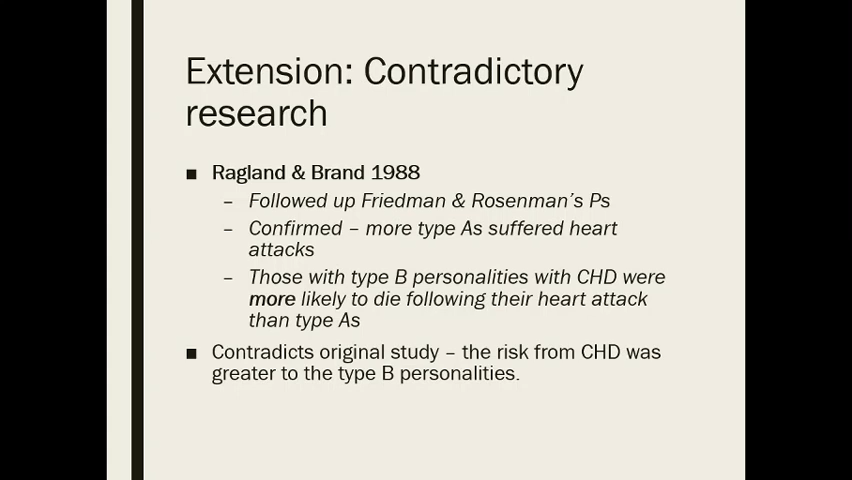 Extension: Contradictory
research
■ Ragland & Brand 1988
– Followed up Friedman & Rosenman's Ps
– Confirmed – more type As suffered heart
attacks
– Those with type B personalities with CHD were
more likely to die following their heart attack
than type As
■ Contradicts original study – the risk from CHD was
greater to the type B personalities.